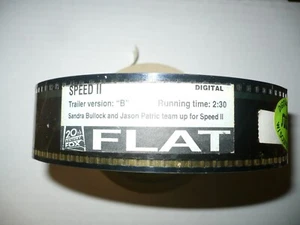 SPEED II
DIGITAL
Trailer version: "B"
Running time: 2:30
Sandra Bullock and Jason Patric team up for Speed II
20th
CENTURY
FOX
FLAT